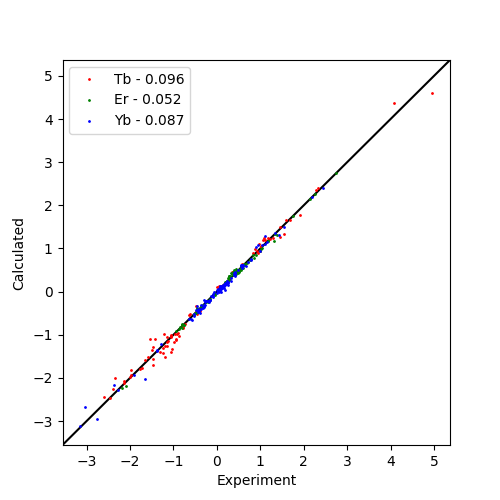 5
4
3
2
1
0
−1
−2
−3
Calculated
Tb - 0.096
Er - 0.052
Yb - 0.087
−3 −2 −1 0 1 2 3 4 5
Experiment